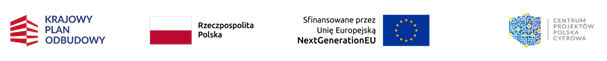 KRAJOWY
PLAN
ODBUDOWY
Rzeczpospolita
Polska
Sfinansowane przez
Unię Europejską
NextGenerationEU
CENTRUM
PROJEKTÓW
POLSKA
CYFROWA